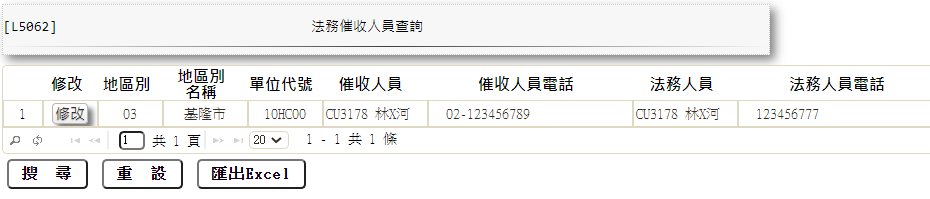 [L5062] 法務催收人員查詢
修改 地區別 地區別名稱 單位代號 催收人員 催收人員電話 法務人員 法務人員電話
1 修改 03 基隆市 10HC00 CU3178 林X河 02-123456789 CU3178 林X河 123456777
1 共 1 頁 20 1 - 1 共 1 條
搜 尋 重 設 匯出Excel